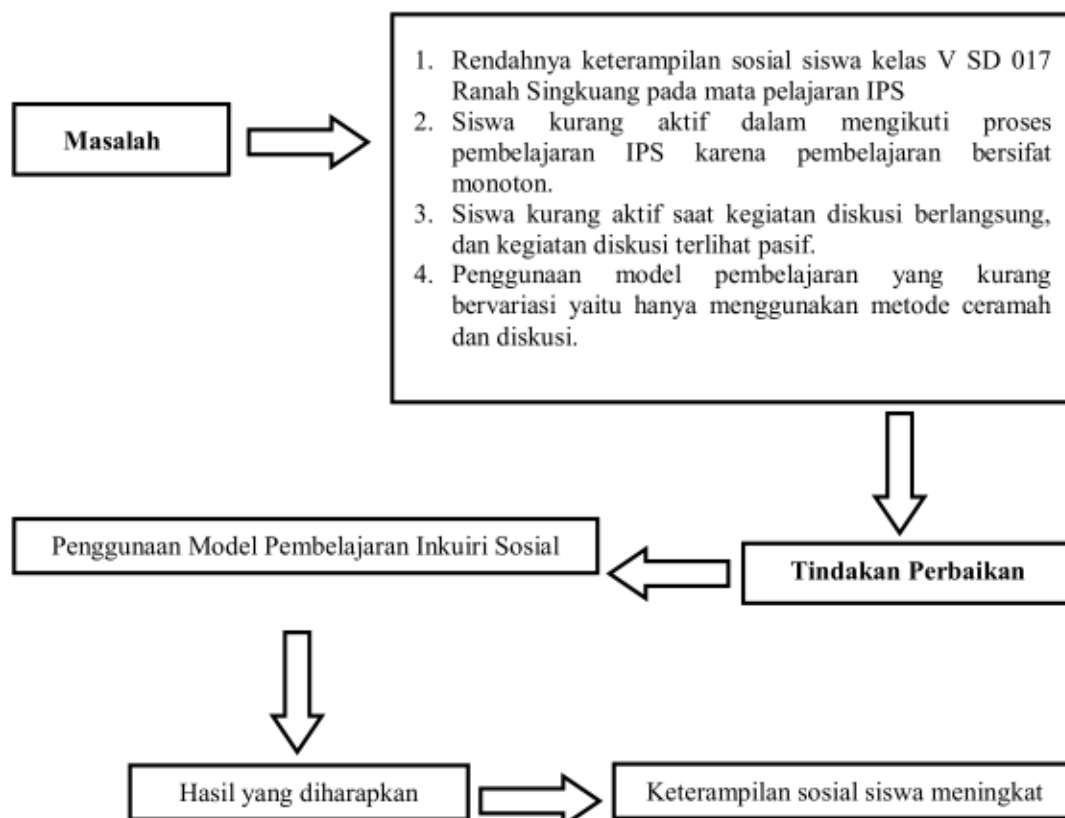 Masalah
1. Rendahnya keterampilan sosial siswa kelas V SD 017
Ranah Singkuang pada mata pelajaran IPS
2. Siswa kurang aktif dalam mengikuti proses
pembelajaran IPS karena pembelajaran bersifat
monoton.
3. Siswa kurang aktif saat kegiatan diskusi berlangsung,
dan kegiatan diskusi terlihat pasif.
4. Penggunaan model pembelajaran yang kurang
bervariasi yaitu hanya menggunakan metode ceramah
dan diskusi.
Tindakan Perbaikan
Penggunaan Model Pembelajaran Inkuiri Sosial
Hasil yang diharapkan
Keterampilan sosial siswa meningkat